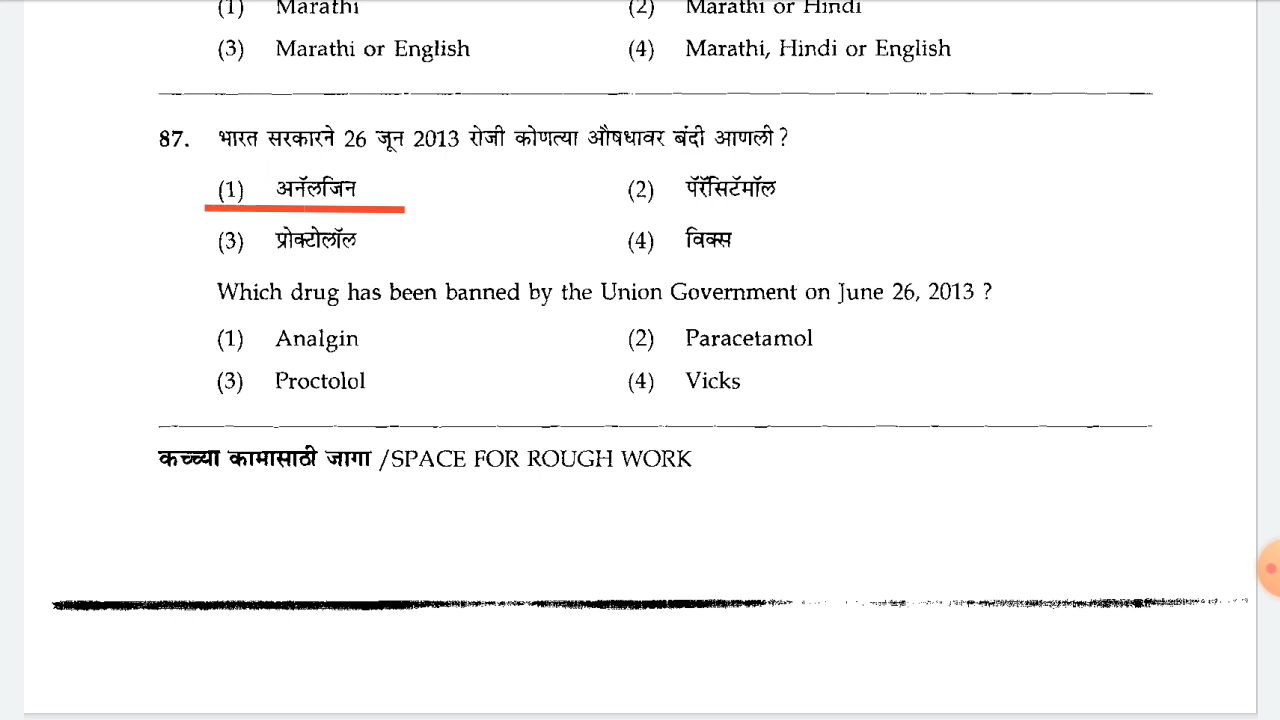 (1) Marathi (2) Marathi or Hindi
(3) Marathi or English (4) Marathi, Hindi or English
87. भारत सरकारने 26 जून 2013 रोजी कोणत्या औषधावर बंदी आणली ?
(1) अनॅलजिन (2) पॅरॅसिटॅमॉल
(3) प्रोक्टोलॉल (4) विक्स
Which drug has been banned by the Union Government on June 26, 2013 ?
(1) Analgin (2) Paracetamol
(3) Proctolol (4) Vicks
कच्च्या कामासाठी जागा /SPACE FOR ROUGH WORK